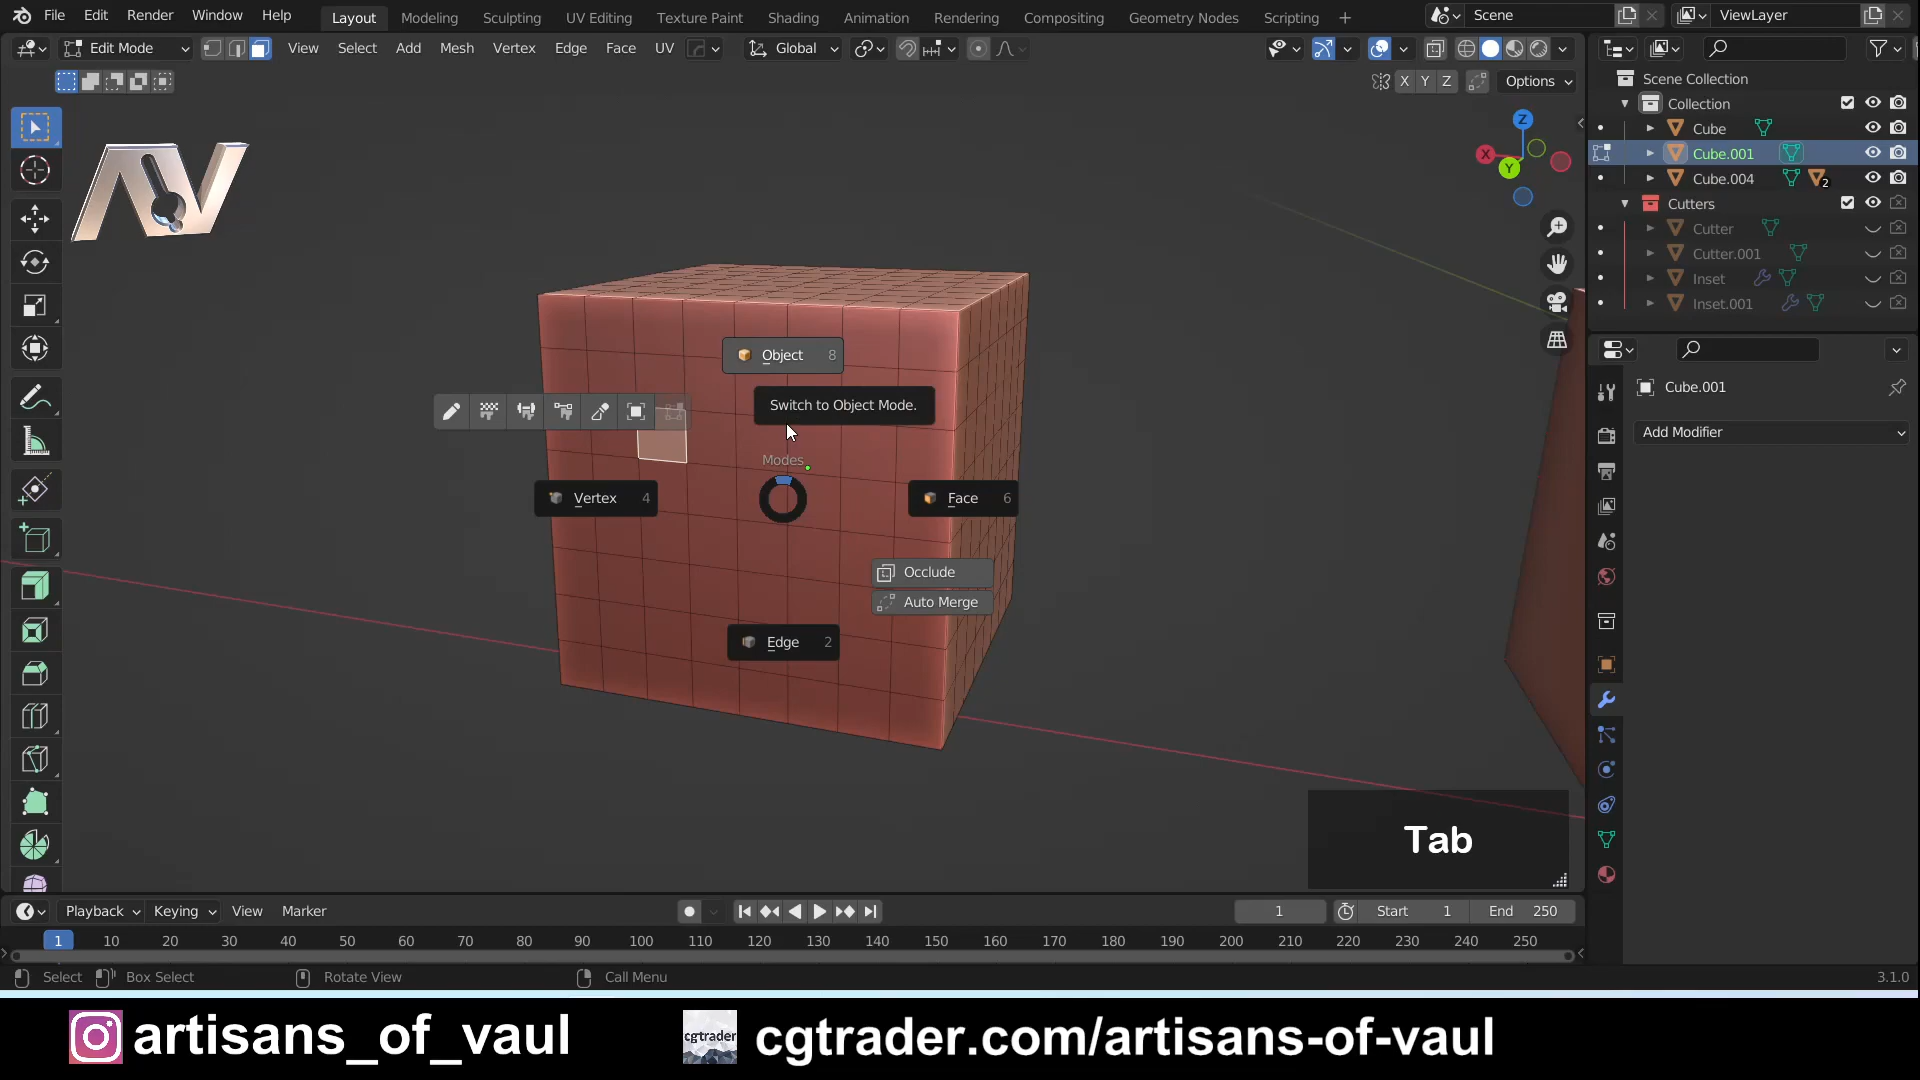 File Edit Render Window Help Layout Modeling Sculpting UV Editing Texture Paint Shading Animation Rendering Compositing Geometry Nodes Scripting + Scene ViewLayer
Edit Mode View Select Add Mesh Vertex Edge Face UV Global
X Y Z Options
Scene Collection
Collection
Cube
Cube.001
Cube.004 2
Cutters
Cutter
Cutter.001
Inset
Inset.001
Z
X
Y
Object 8
Switch to Object Mode.
Modes
Vertex 4
Face 6
Occlude
Auto Merge
Edge 2
Cube.001
Add Modifier
Tab
Playback Keying View Marker 1 Start 1 End 250
1 10 20 30 40 50 60 70 80 90 100 110 120 130 140 150 160 170 180 190 200 210 220 230 240 250
Select Box Select Rotate View Call Menu 3.1.0
artisans_of_vaul cgtrader cgtrader.com/artisans-of-vaul